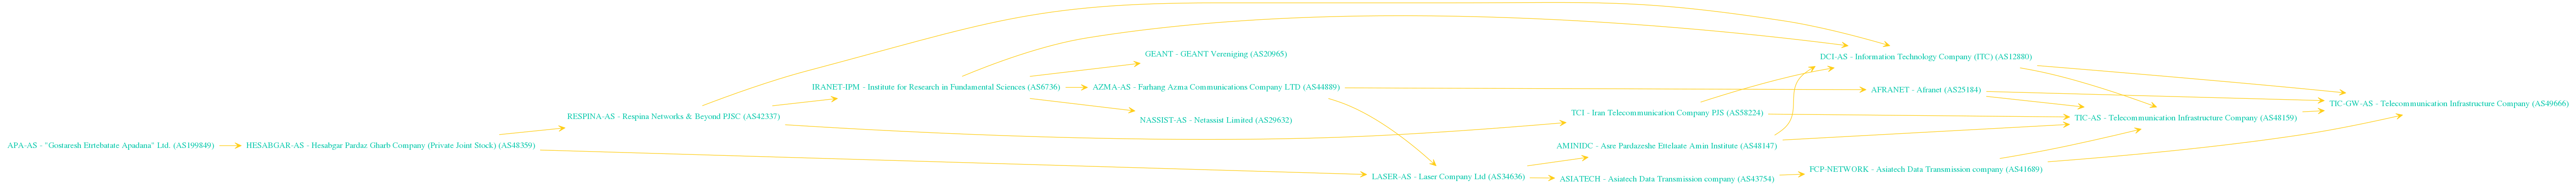 GEANT - GEANT Vereniging (AS20965)
DCI-AS - Information Technology Company (ITC) (AS12880)
IRANET-IPM - Institute for Research in Fundamental Sciences (AS6736)
AZMA-AS - Farhang Azma Communications Company LTD (AS44889)
AFRANET - Afranet (AS25184)
TIC-GW-AS - Telecommunication Infrastructure Company (AS49666)
RESPINA-AS - Respina Networks & Beyond PJSC (AS42337)
NASSIST-AS - Netassist Limited (AS29632)
TCI - Iran Telecommunication Company PJS (AS58224)
TIC-AS - Telecommunication Infrastructure Company (AS48159)
APA-AS - "Gostaresh Etrtebatate Apadana" Ltd. (AS199849)
HESABGAR-AS - Hesabgar Pardaz Gharb Company (Private Joint Stock) (AS48359)
AMINIDC - Asre Pardazeshe Ettelaate Amin Institute (AS48147)
LASER-AS - Laser Company Ltd (AS34636)
ASIATECH - Asiatech Data Transmission company (AS43754)
FCP-NETWORK - Asiatech Data Transmission company (AS41689)